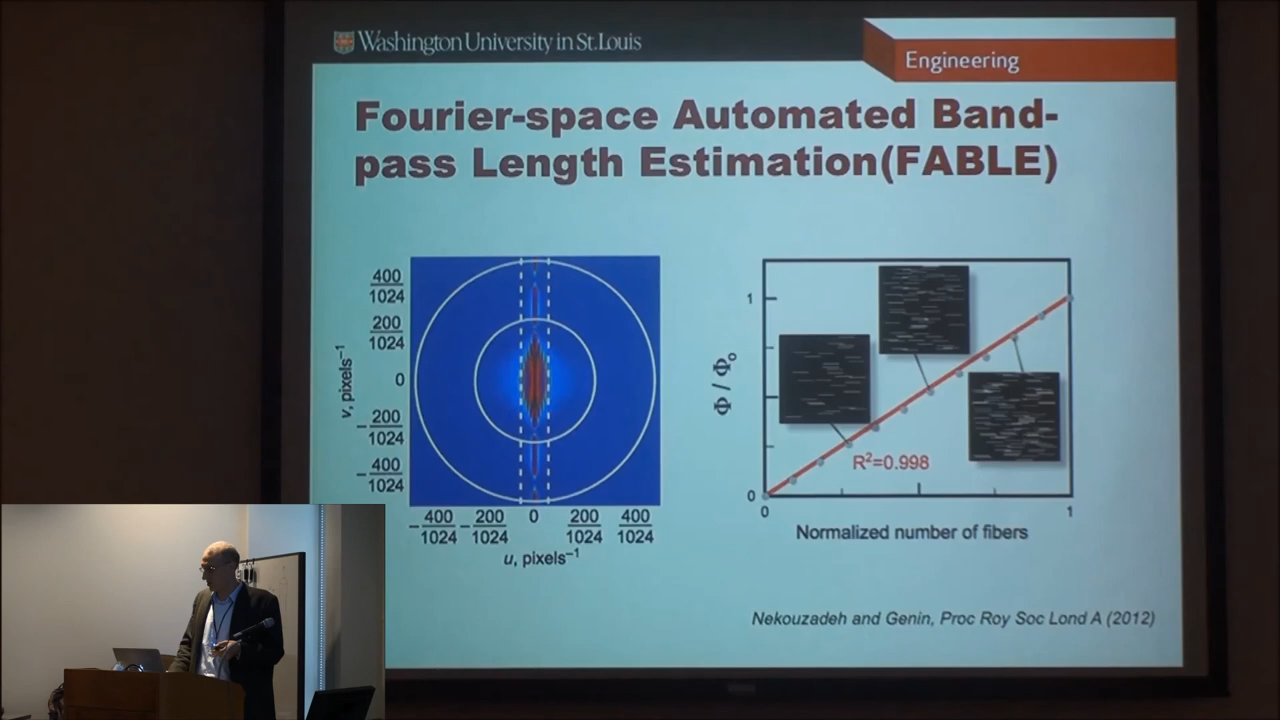 Washington University in St.Louis
Engineering
Fourier-space Automated Band-
pass Length Estimation(FABLE)
400
1024
200
1024
0
−200
1024
−400
1024
v, pixels⁻¹
−400
1024
−200
1024
0
200
1024
400
1024
u, pixels⁻¹
1
Φ / Φ₀
0
R²=0.998
0
1
Normalized number of fibers
Nekouzadeh and Genin, Proc Roy Soc Lond A (2012)